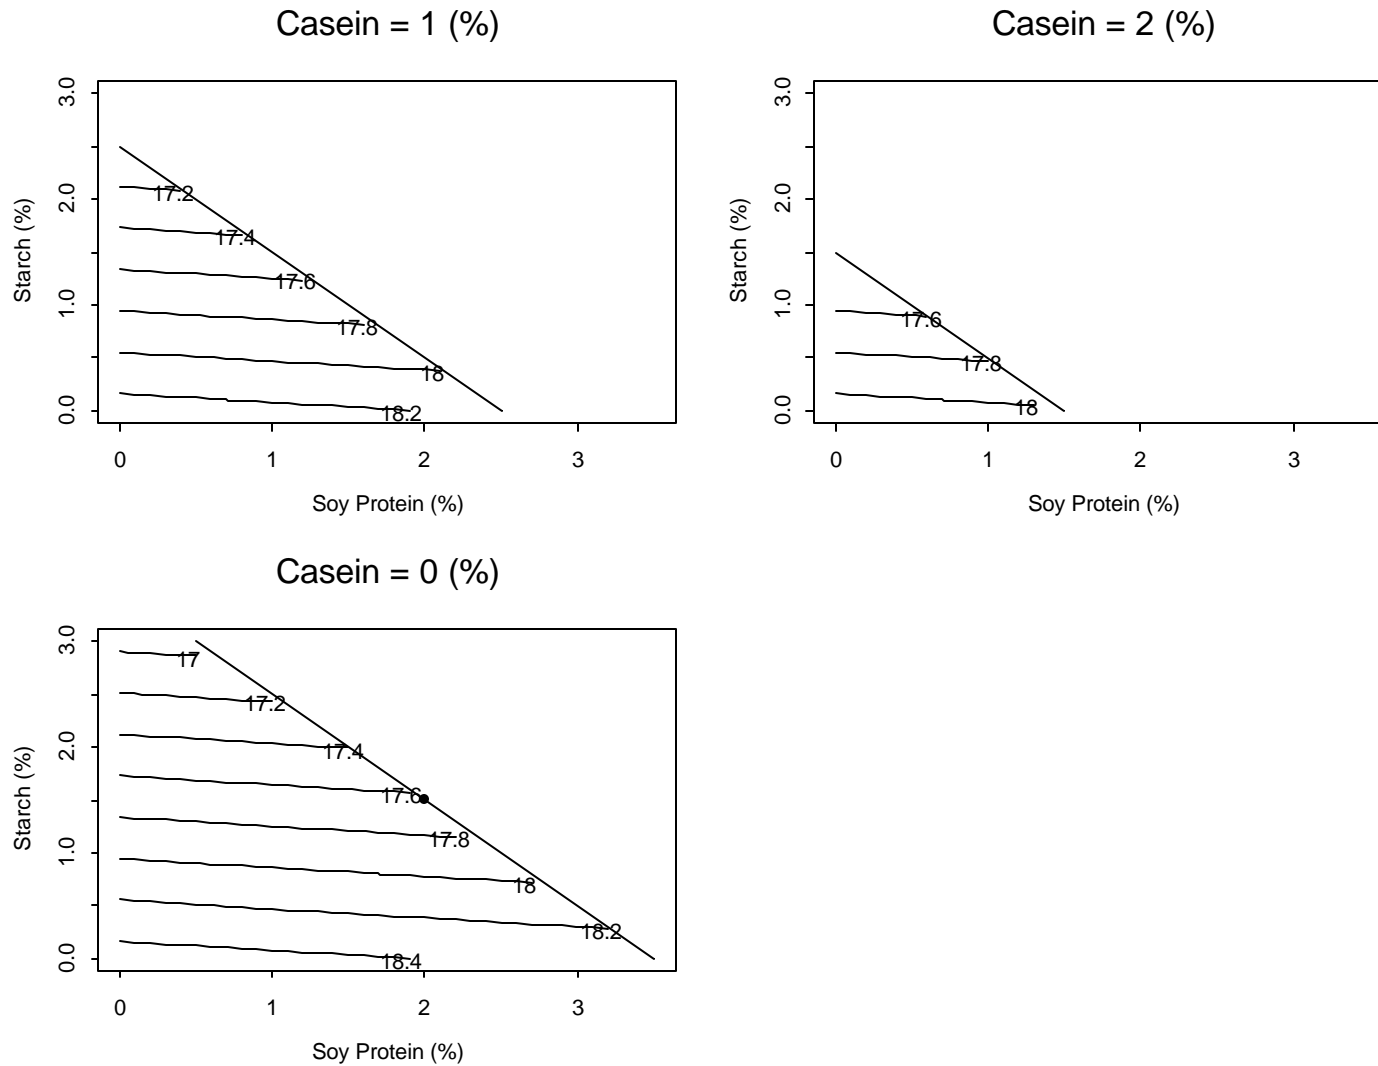 Casein = 1 (%)
3.0
2.0
1.0
0.0
Starch (%)
17.2
17.4
17.6
17.8
18
18.2
0 1 2 3
Soy Protein (%)
Casein = 2 (%)
3.0
2.0
1.0
0.0
Starch (%)
17.6
17.8
18
0 1 2 3
Soy Protein (%)
Casein = 0 (%)
3.0
2.0
1.0
0.0
Starch (%)
17
17.2
17.4
17.6
17.8
18
18.2
18.4
0 1 2 3
Soy Protein (%)